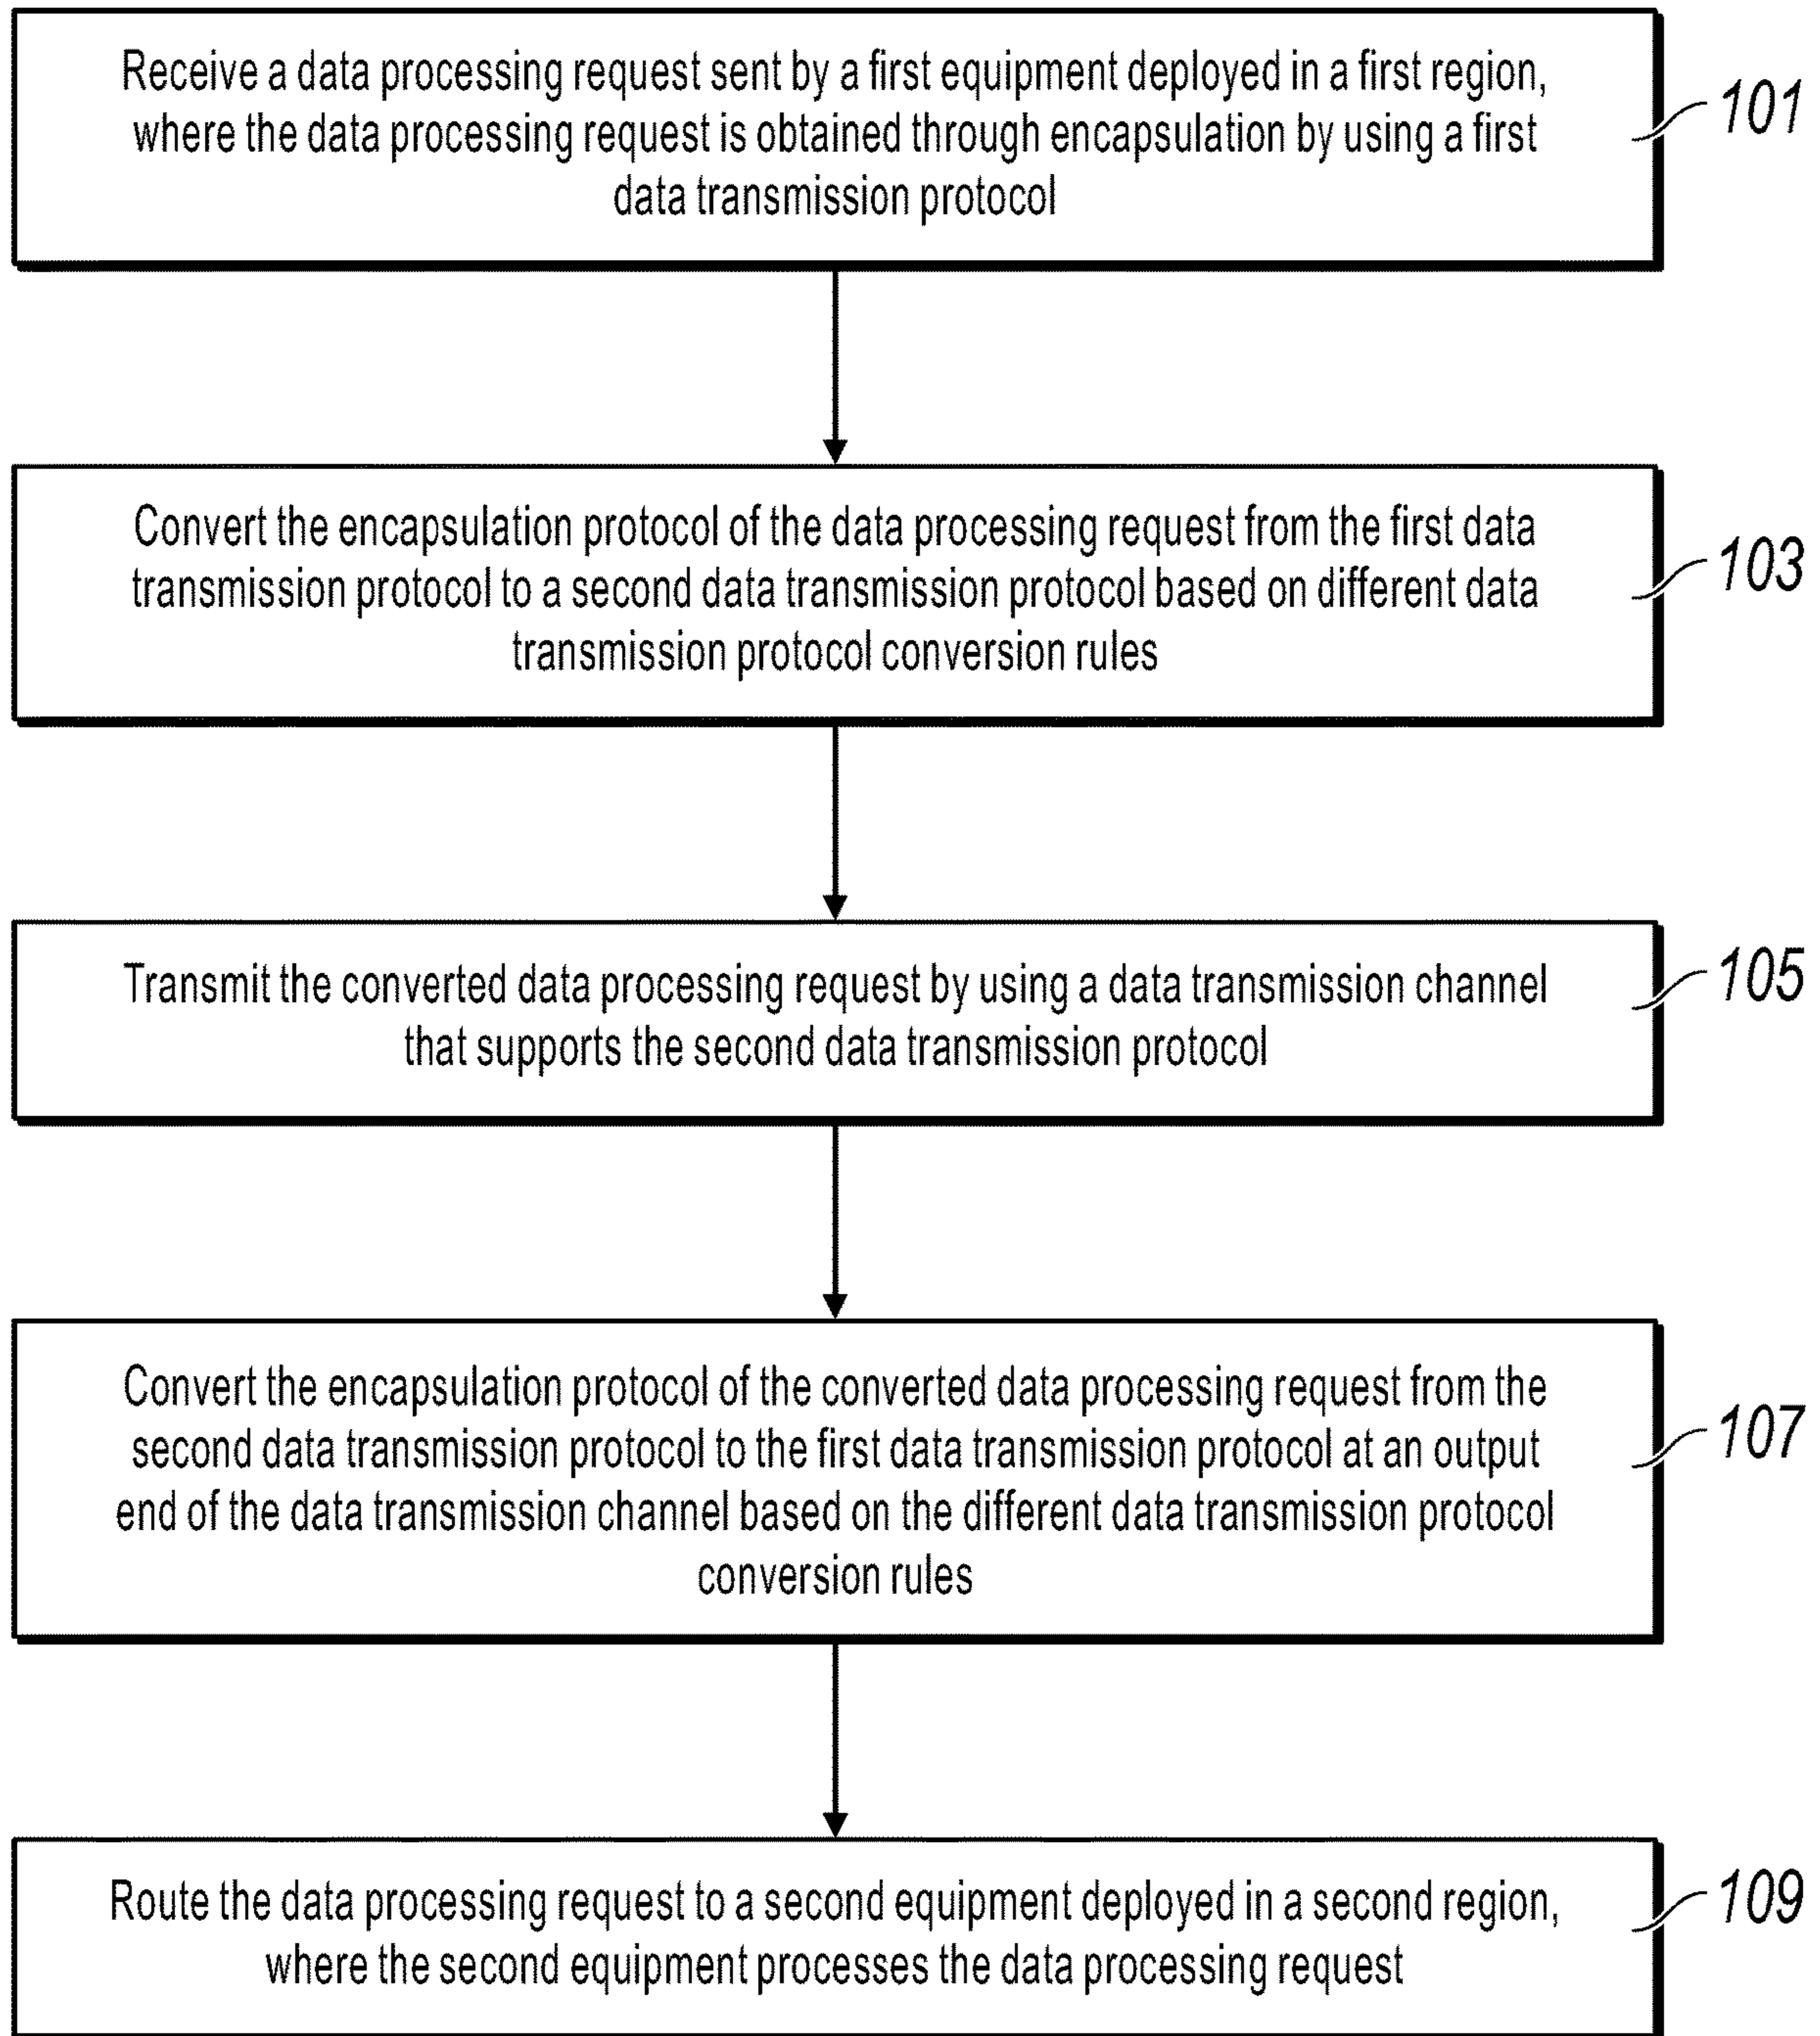 Receive a data processing request sent by a first equipment deployed in a first region,
where the data processing request is obtained through encapsulation by using a first
data transmission protocol
101
Convert the encapsulation protocol of the data processing request from the first data
transmission protocol to a second data transmission protocol based on different data
transmission protocol conversion rules
103
Transmit the converted data processing request by using a data transmission channel
that supports the second data transmission protocol
105
Convert the encapsulation protocol of the converted data processing request from the
second data transmission protocol to the first data transmission protocol at an output
end of the data transmission channel based on the different data transmission protocol
conversion rules
107
Route the data processing request to a second equipment deployed in a second region,
where the second equipment processes the data processing request
109